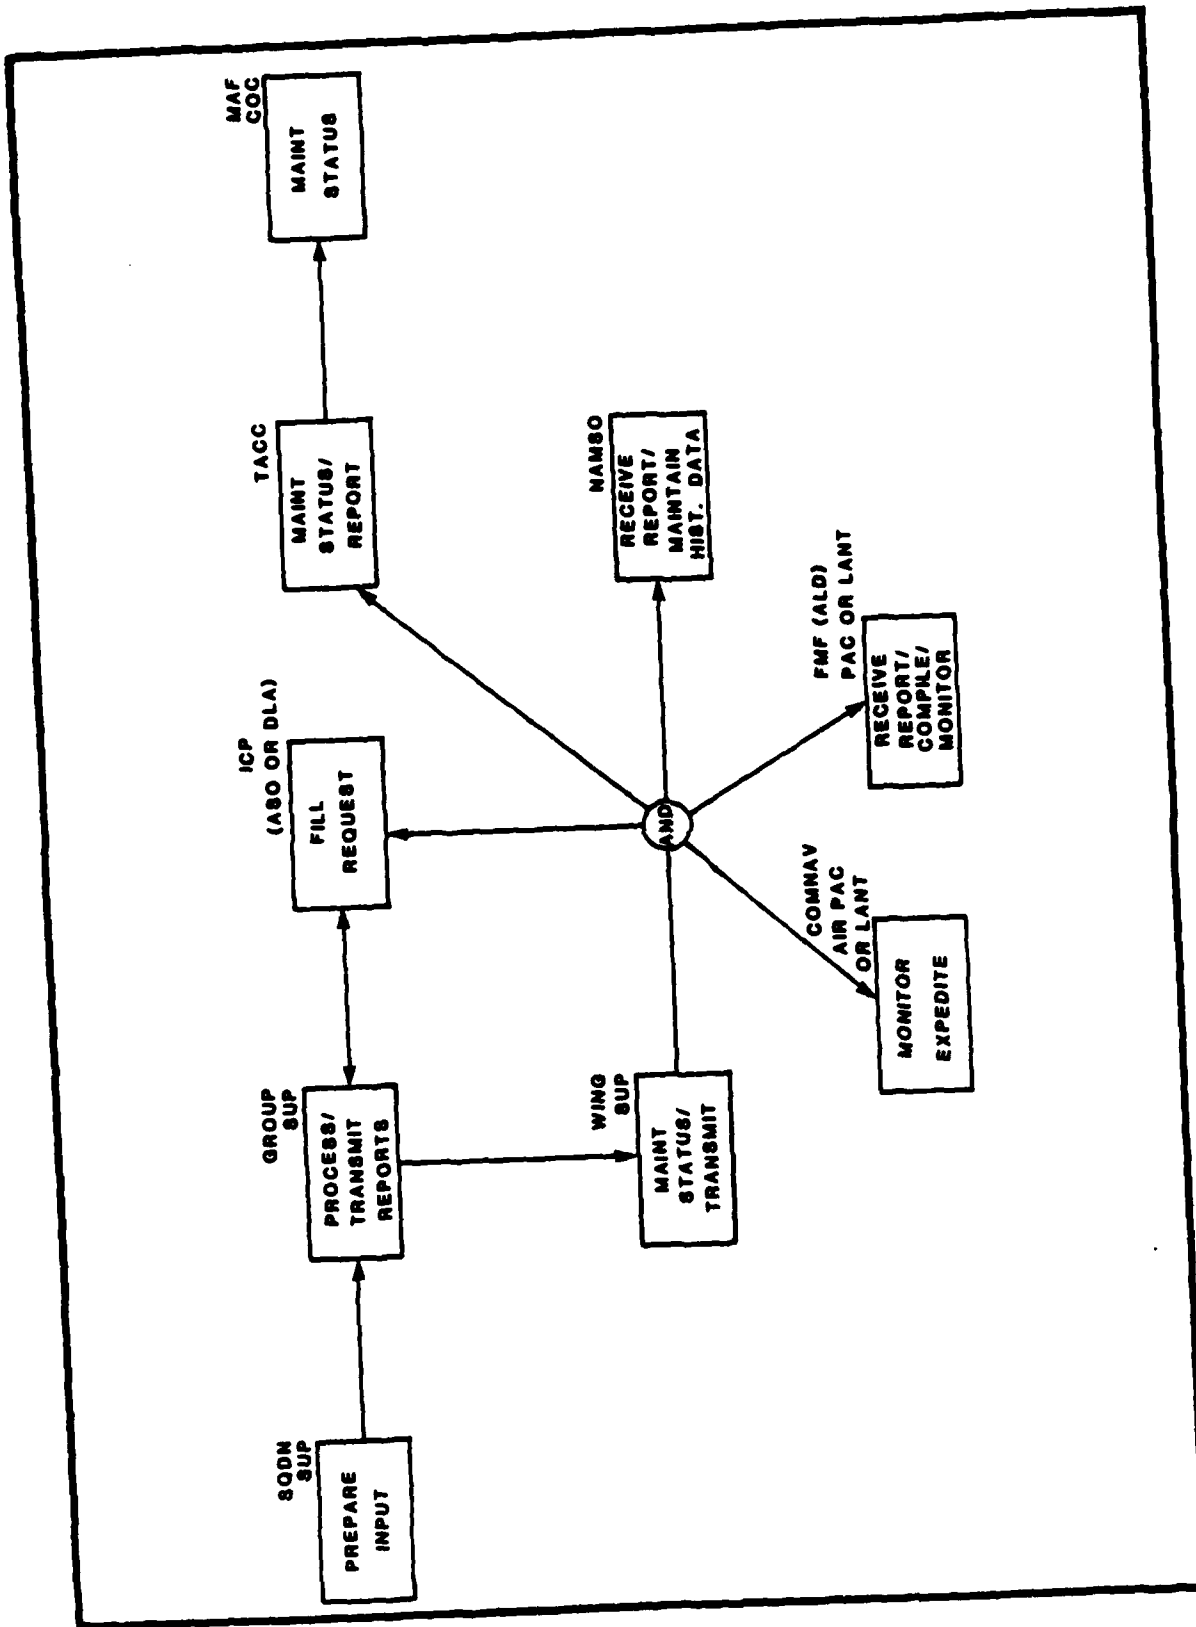 SQDN
SUP
PREPARE
INPUT
GROUP
SUP
PROCESS/
TRANSMIT
REPORTS
ICP
(ASO OR DLA)
FILL
REQUEST
TACC
MAINT
STATUS/
REPORT
MAF
COC
MAINT
STATUS
WING
SUP
MAINT
STATUS/
TRANSMIT
AND
NAMSO
RECEIVE
REPORT/
MAINTAIN
HIST. DATA
COMNAV
AIR PAC
OR LANT
MONITOR
EXPEDITE
FMF (ALD)
PAC OR LANT
RECEIVE
REPORT/
COMPILE/
MONITOR